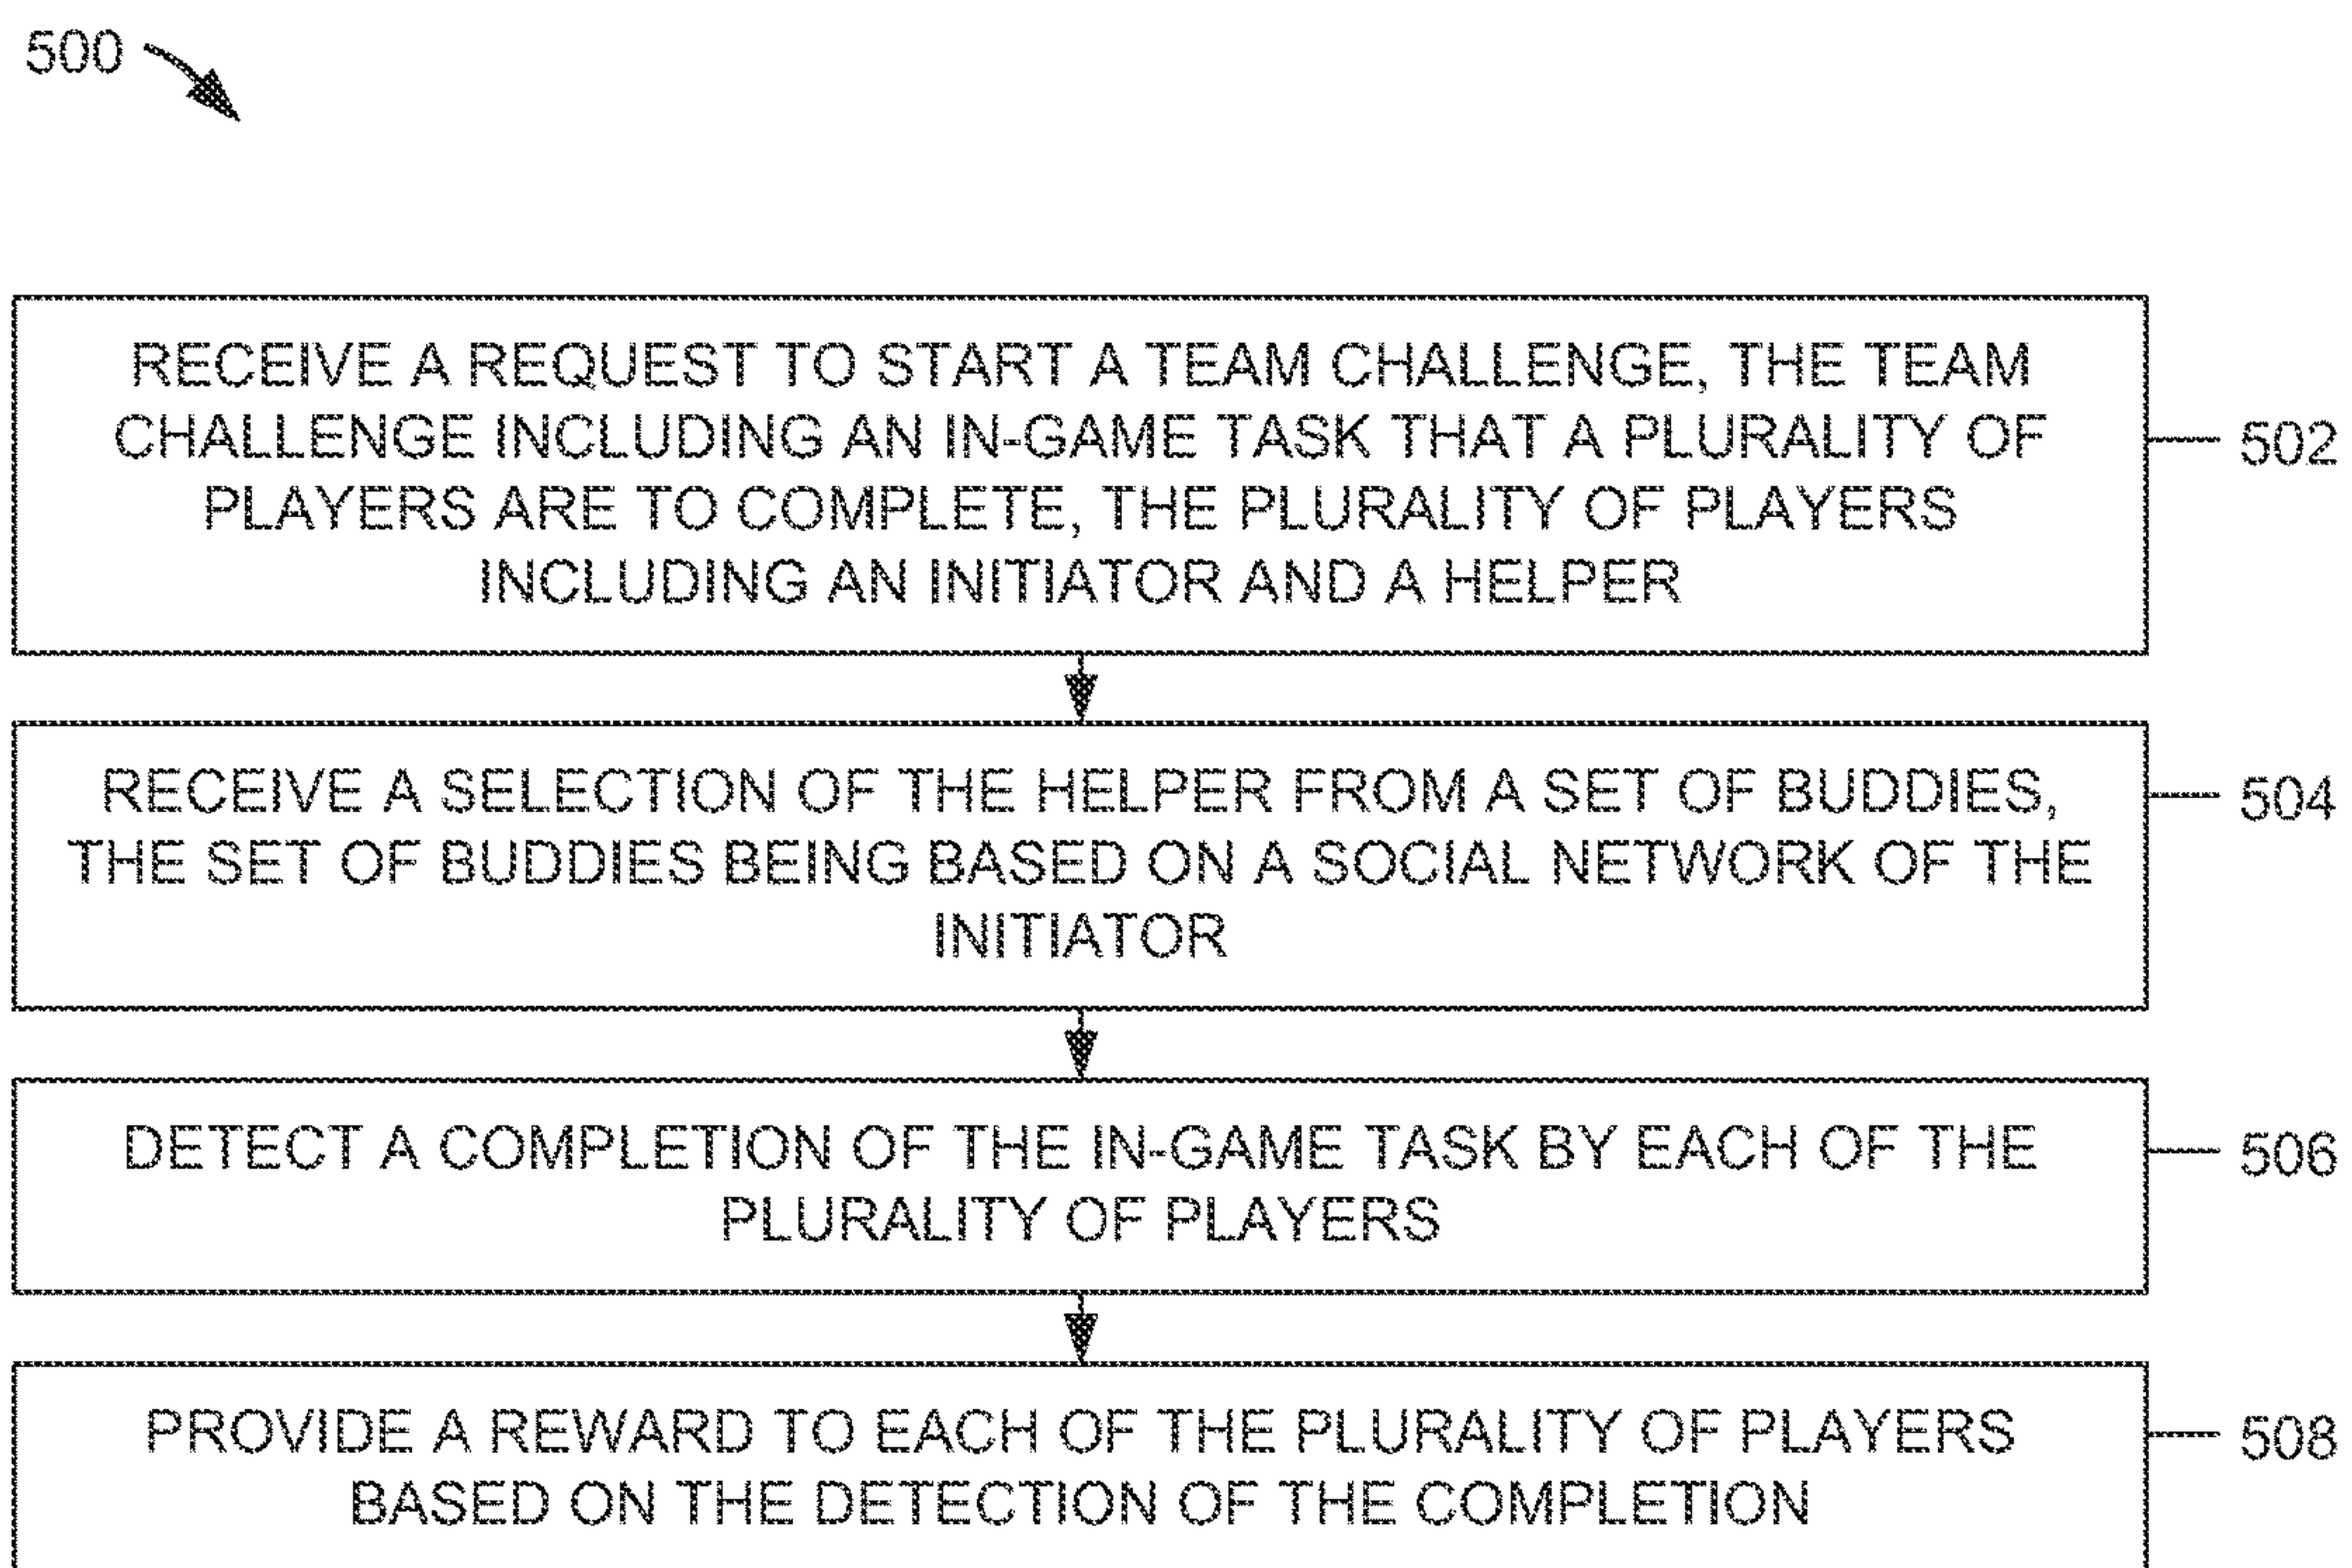 500
RECEIVE A REQUEST TO START A TEAM CHALLENGE, THE TEAM
CHALLENGE INCLUDING AN IN-GAME TASK THAT A PLURALITY OF
PLAYERS ARE TO COMPLETE, THE PLURALITY OF PLAYERS
INCLUDING AN INITIATOR AND A HELPER
502
RECEIVE A SELECTION OF THE HELPER FROM A SET OF BUDDIES,
THE SET OF BUDDIES BEING BASED ON A SOCIAL NETWORK OF THE
INITIATOR
504
DETECT A COMPLETION OF THE IN-GAME TASK BY EACH OF THE
PLURALITY OF PLAYERS
506
PROVIDE A REWARD TO EACH OF THE PLURALITY OF PLAYERS
BASED ON THE DETECTION OF THE COMPLETION
508